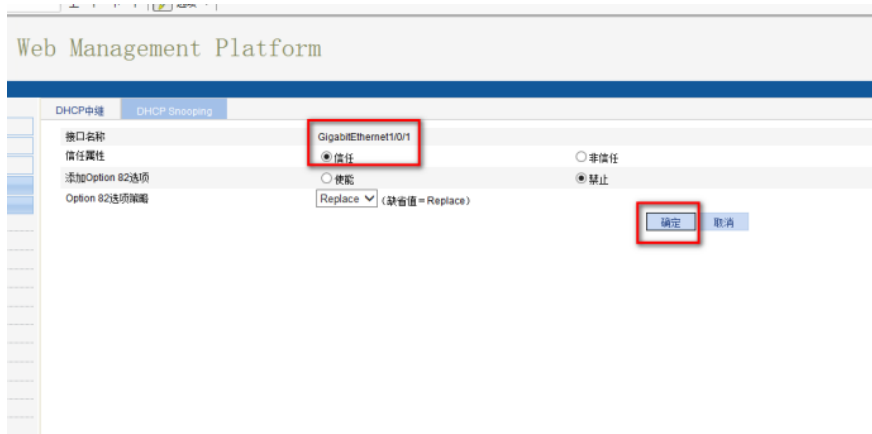 Web Management Platform
DHCP中继 DHCP Snooping
接口名称 GigabitEthernet1/0/1
信任属性 信任 非信任
添加Option 82选项 使能 禁止
Option 82选项策略 Replace (缺省值=Replace)
确定 取消